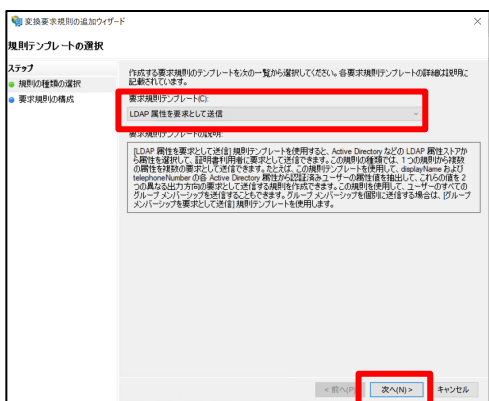 変換要求規則の追加ウィザード
規則テンプレートの選択
ステップ
規則の種類の選択
要求規則の構成
作成する要求規則のテンプレートを次の一覧から選択してください。各要求規則テンプレートの詳細は説明に
記載されています。
要求規則テンプレート(C):
LDAP 属性を要求として送信
要求規則テンプレートの説明:
[LDAP 属性を要求として送信] 規則テンプレートを使用すると、Active Directory などの LDAP 属性ストアか
ら属性を選択して、証明書利用者に要求として送信できます。この規則の種類では、1 つの規則から複数
の属性を複数の要求として送信できます。たとえば、この規則テンプレートを使用して、displayName および
telephoneNumber の各 Active Directory 属性から認証済みユーザーの属性値を抽出して、これらの値を 2
つの異なる出力方向の要求として送信する規則を作成できます。この規則を使用して、ユーザーのすべての
グループ メンバーシップを送信することもできます。グループ メンバーシップを個別に送信する場合は、[グループ
メンバーシップを要求として送信] 規則テンプレートを使用します。
< 前へ(P)
次へ(N) >
キャンセル